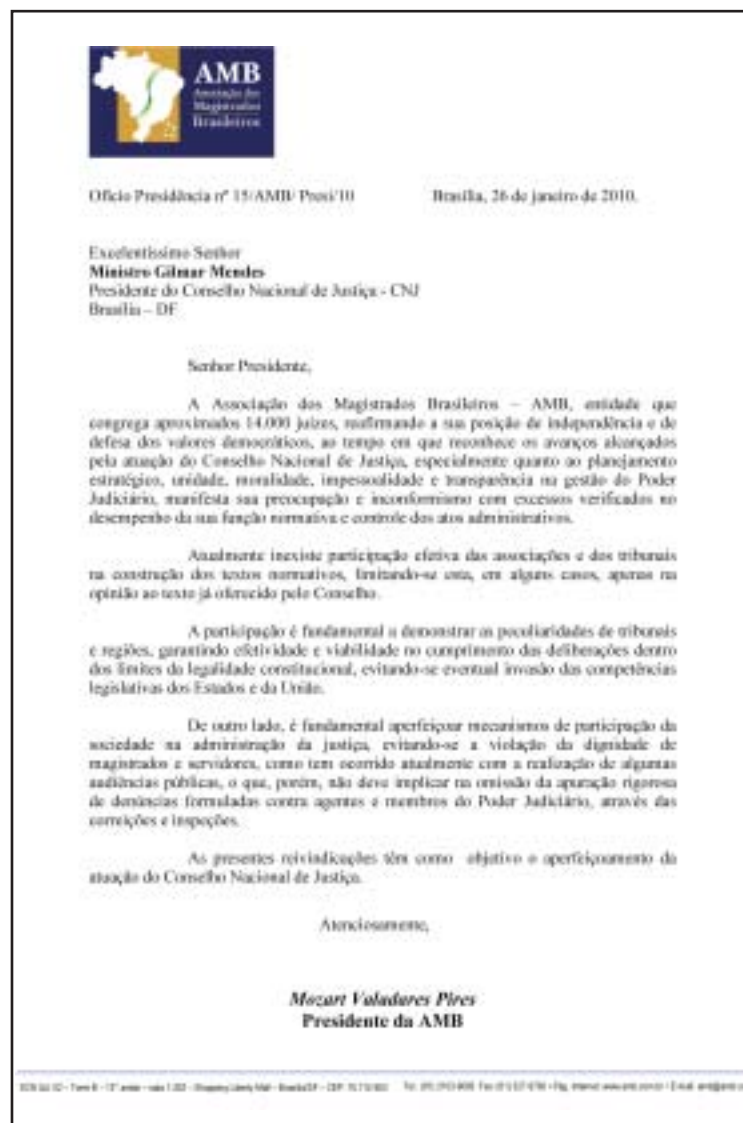 AMB
Associação dos
Magistrados
Brasileiros
Ofício Presidência nº 15/AMB/ Presi/10 Brasília, 26 de janeiro de 2010.
Excelentíssimo Senhor
Ministro Gilmar Mendes
Presidente do Conselho Nacional de Justiça - CNJ
Brasília – DF
Senhor Presidente,
A Associação dos Magistrados Brasileiros – AMB, entidade que
congrega aproximados 14.000 juízes, reafirmando a sua posição de independência e de
defesa dos valores democráticos, ao tempo em que reconhece os avanços alcançados
pela atuação do Conselho Nacional de Justiça, especialmente quanto ao planejamento
estratégico, unidade, moralidade, impessoalidade e transparência na gestão do Poder
Judiciário, manifesta sua preocupação e inconformismo com excessos verificados no
desempenho da sua função normativa e controle dos atos administrativos.
Atualmente inexiste participação efetiva das associações e dos tribunais
na construção dos textos normativos, limitando-se esta, em alguns casos, apenas na
opinião ao texto já oferecido pelo Conselho.
A participação é fundamental a demonstrar as peculiaridades de tribunais
e regiões, garantindo efetividade e viabilidade no cumprimento das deliberações dentro
dos limites da legalidade constitucional, evitando-se eventual invasão das competências
legislativas dos Estados e da União.
De outro lado, é fundamental aperfeiçoar mecanismos de participação da
sociedade na administração da justiça, evitando-se a violação da dignidade de
magistrados e servidores, como tem ocorrido atualmente com a realização de algumas
audiências públicas, o que, porém, não deve implicar na omissão da apuração rigorosa
de denúncias formuladas contra agentes e membros do Poder Judiciário, através das
correições e inspeções.
As presentes reivindicações têm como objetivo o aperfeiçoamento da
atuação do Conselho Nacional de Justiça.
Atenciosamente,
Mozart Valadares Pires
Presidente da AMB